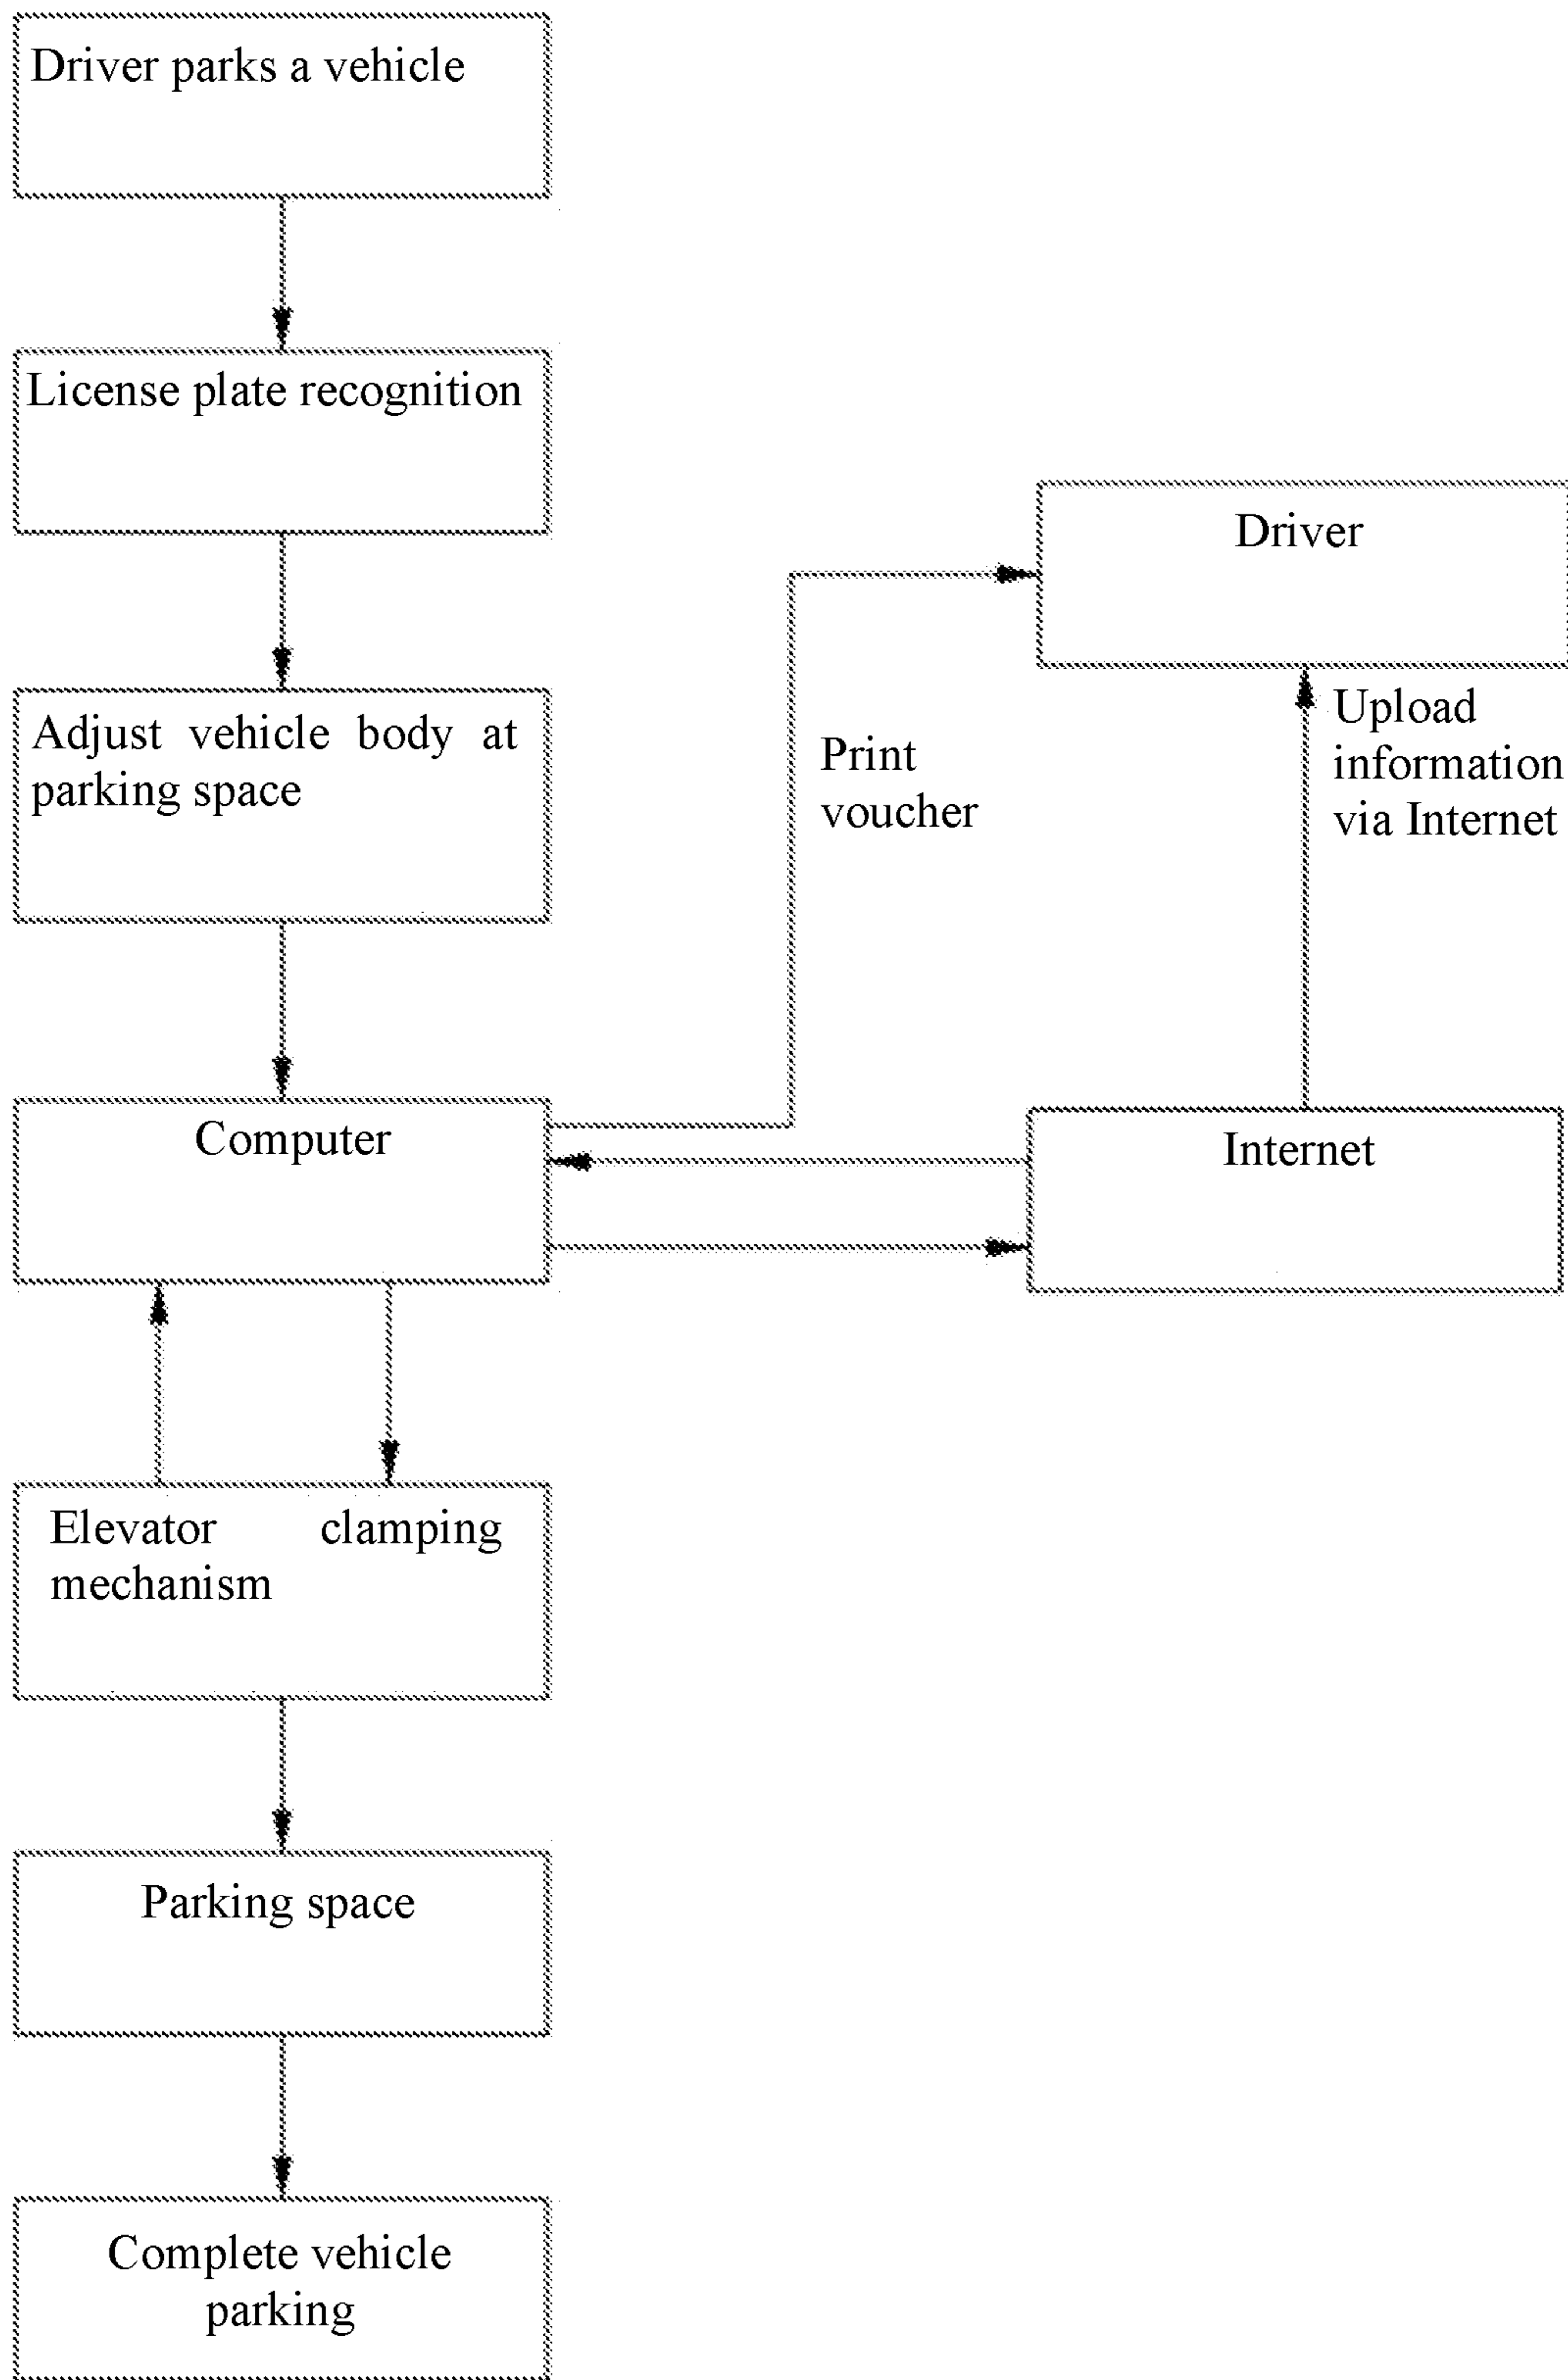 Driver parks a vehicle
License plate recognition
Driver
Adjust vehicle body at
parking space
Print
voucher
Upload
information
via Internet
Computer
Internet
Elevator clamping
mechanism
Parking space
Complete vehicle
parking